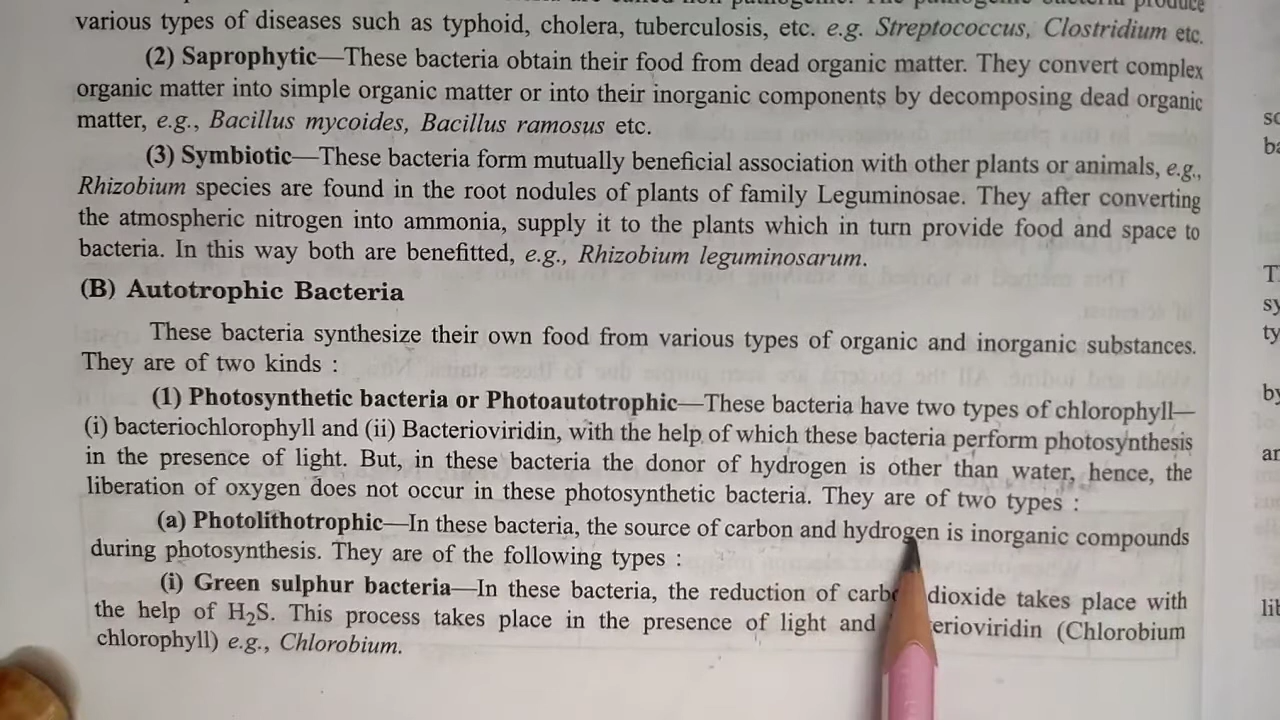 various types of diseases such as typhoid, cholera, tuberculosis, etc. e.g. Streptococcus, Clostridium etc.
(2) Saprophytic—These bacteria obtain their food from dead organic matter. They convert complex
organic matter into simple organic matter or into their inorganic components by decomposing dead organic
matter, e.g., Bacillus mycoides, Bacillus ramosus etc.
(3) Symbiotic—These bacteria form mutually beneficial association with other plants or animals, e.g.,
Rhizobium species are found in the root nodules of plants of family Leguminosae. They after converting
the atmospheric nitrogen into ammonia, supply it to the plants which in turn provide food and space to
bacteria. In this way both are benefitted, e.g., Rhizobium leguminosarum.
(B) Autotrophic Bacteria
These bacteria synthesize their own food from various types of organic and inorganic substances.
They are of two kinds :
(1) Photosynthetic bacteria or Photoautotrophic—These bacteria have two types of chlorophyll—
(i) bacteriochlorophyll and (ii) Bacterioviridin, with the help of which these bacteria perform photosynthesis
in the presence of light. But, in these bacteria the donor of hydrogen is other than water, hence, the
liberation of oxygen does not occur in these photosynthetic bacteria. They are of two types :
(a) Photolithotrophic—In these bacteria, the source of carbon and hydrogen is inorganic compounds
during photosynthesis. They are of the following types :
(i) Green sulphur bacteria—In these bacteria, the reduction of dioxide takes place with
the help of H₂S. This process takes place in the presence of light and (Chlorobium
chlorophyll) e.g., Chlorobium.